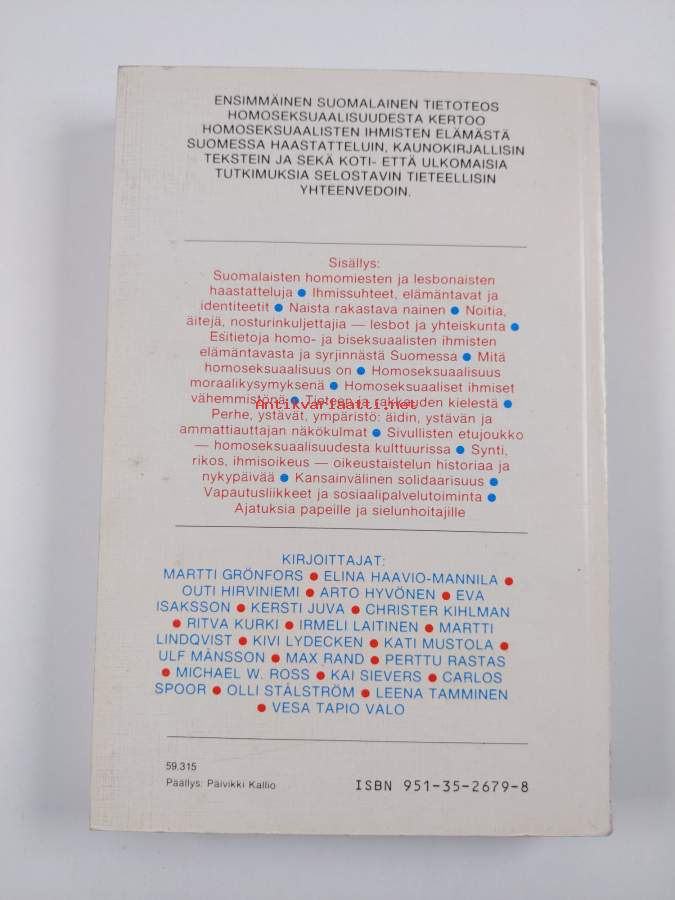 ENSIMMÄINEN SUOMALAINEN TIETOTEOS
HOMOSEKSUAALISUUDESTA KERTOO
HOMOSEKSUAALISTEN IHMISTEN ELÄMÄSTÄ
SUOMESSA HAASTATTELUIN, KAUNOKIRJALLISIN
TEKSTEIN JA SEKÄ KOTI- ETTÄ ULKOMAISIA
TUTKIMUKSIA SELOSTAVIN TIETEELLISIN
YHTEENVEDOIN.
Sisällys:
Suomalaisten homomiesten ja lesbonaisten
haastatteluja ● Ihmissuhteet, elämäntavat ja
identiteetit ● Naista rakastava nainen ● Noitia,
äitejä, nosturinkuljettajia — lesbot ja yhteiskunta ●
Esitietoja homo- ja biseksuaalisten ihmisten
elämäntavasta ja syrjinnästä Suomessa ● Mitä
homoseksuaalisuus on ● Homoseksuaalisuus
moraalikysymyksenä ● Homoseksuaaliset ihmiset
vähemmistönä ● Tieteen ja rakkauden kielestä ●
Antikvariaatti.net
Perhe, ystävät, ympäristö: äidin, ystävän ja
ammattiauttajan näkökulmat ● Sivullisten etujoukko
— homoseksuaalisuudesta kulttuurissa ● Synti,
rikos, ihmisoikeus — oikeustaistelun historiaa ja
nykypäivää ● Kansainvälinen solidaarisuus ●
Vapautusliikkeet ja sosiaalipalvelutoiminta ●
Ajatuksia papeille ja sielunhoitajille
KIRJOITTAJAT:
MARTTI GRÖNFORS ● ELINA HAAVIO-MANNILA ●
OUTI HIRVINIEMI ● ARTO HYVÖNEN ● EVA
ISAKSSON ● KERSTI JUVA ● CHRISTER KIHLMAN
● RITVA KURKI ● IRMELI LAITINEN ● MARTTI
LINDQVIST ● KIVI LYDECKEN ● KATI MUSTOLA ●
ULF MÅNSSON ● MAX RAND ● PERTTU RASTAS
● MICHAEL W. ROSS ● KAI SIEVERS ● CARLOS
SPOOR ● OLLI STÅLSTRÖM ● LEENA TAMMINEN
● VESA TAPIO VALO
59.315
Päällys: Päivikki Kallio
ISBN 951-35-2679-8